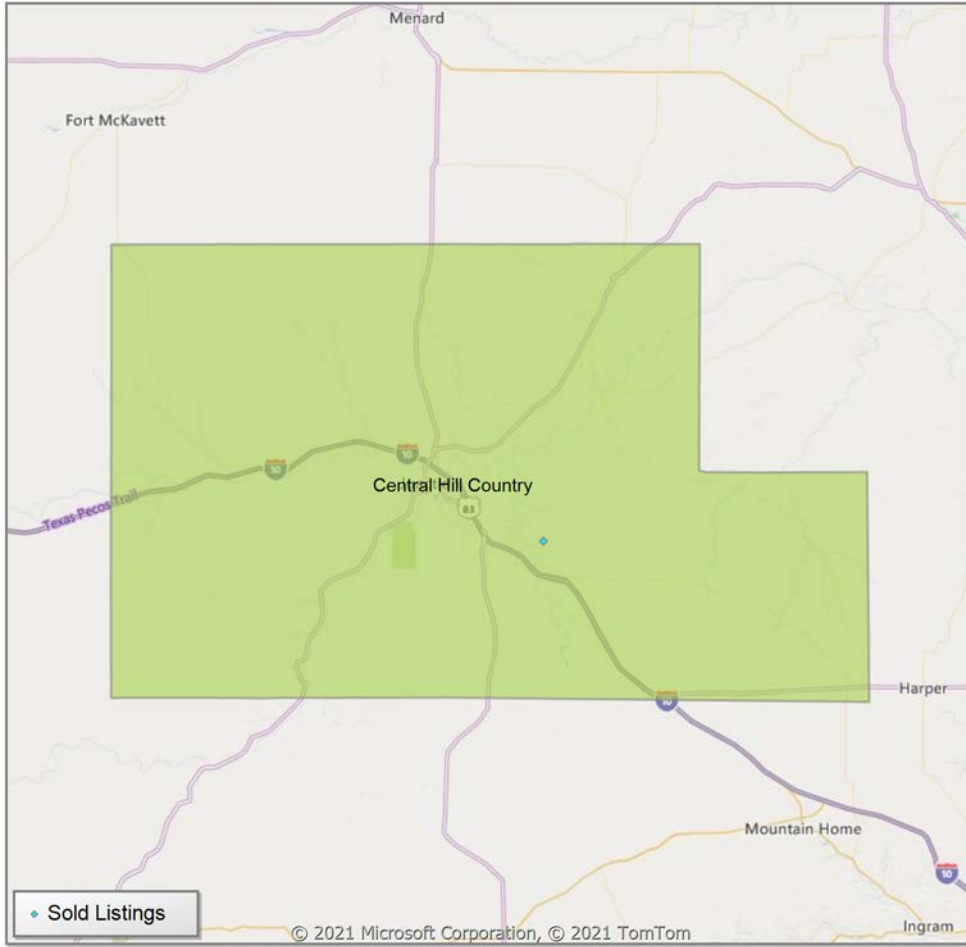 Menard
Fort McKavett
10
10
Central Hill Country
83
Texas Pecos Trail
Harper
10
Mountain Home
10
Sold Listings
© 2021 Microsoft Corporation, © 2021 TomTom
Ingram